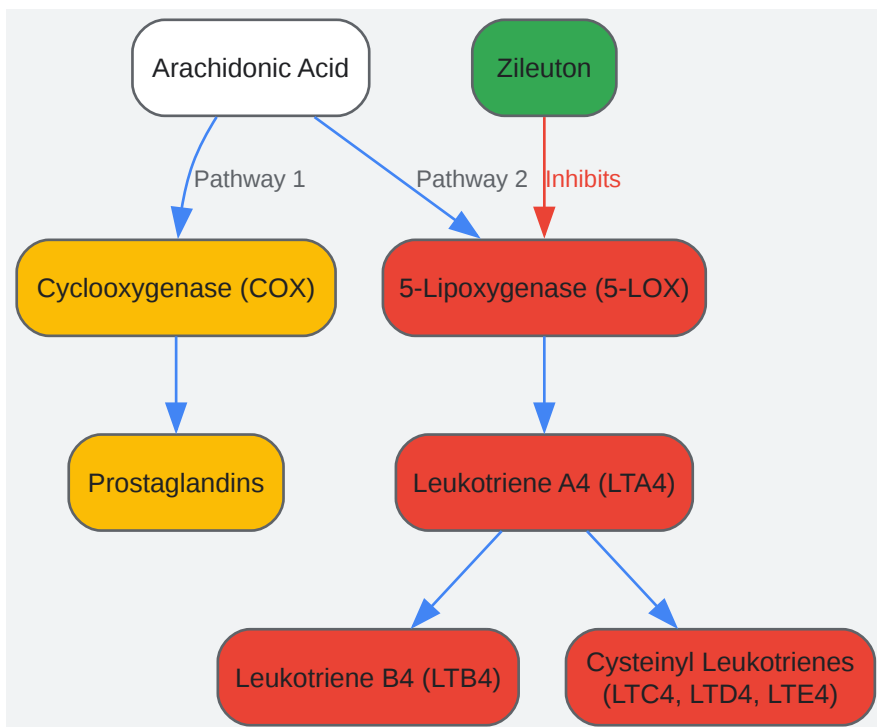 Arachidonic Acid
Zileuton
Pathway 1
Pathway 2
Inhibits
Cyclooxygenase (COX)
5-Lipoxygenase (5-LOX)
Prostaglandins
Leukotriene A4 (LTA4)
Leukotriene B4 (LTB4)
Cysteinyl Leukotrienes
(LTC4, LTD4, LTE4)